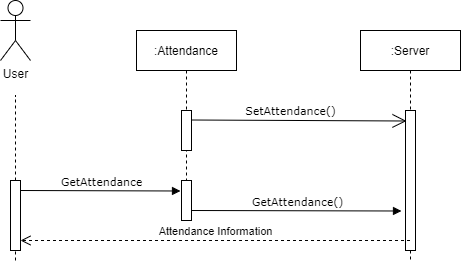 :Attendance
:Server
User
SetAttendance()
GetAttendance
GetAttendance()
Attendance Information